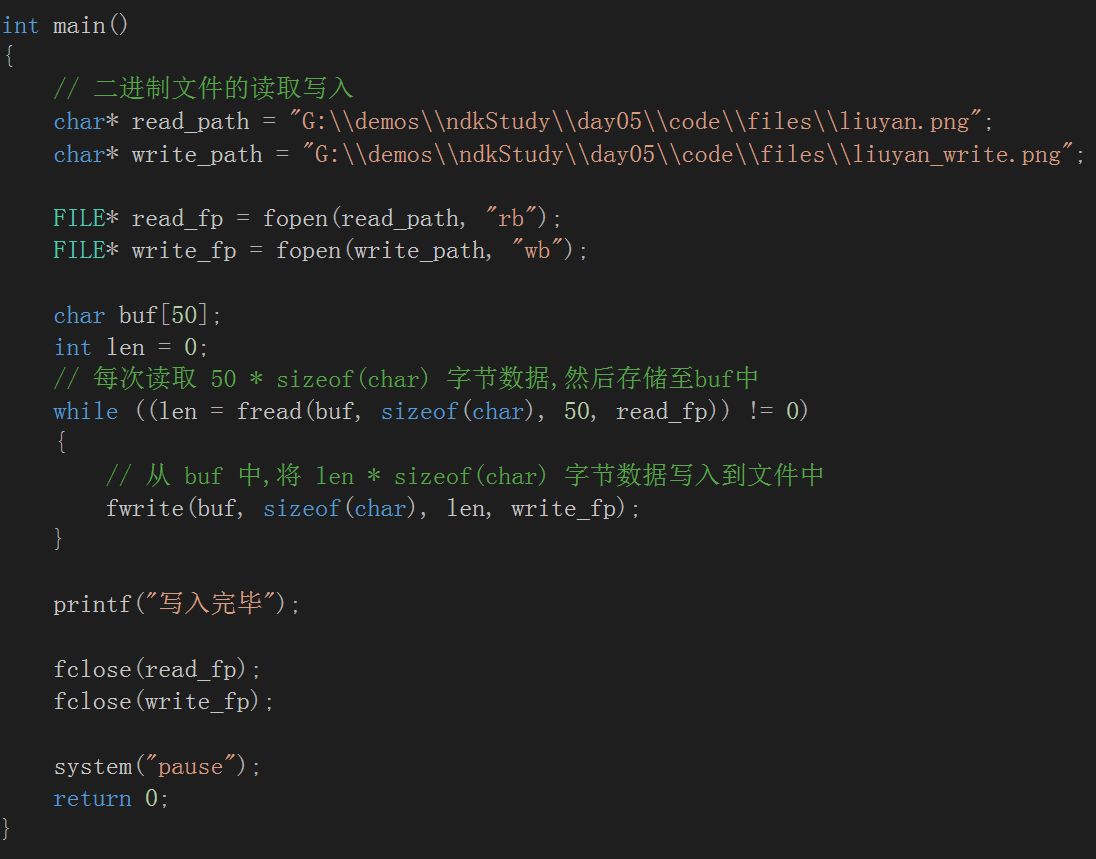 int main()
{
    // 二进制文件的读取写入
    char* read_path = "G:\\demos\\ndkStudy\\day05\\code\\files\\liuyan.png";
    char* write_path = "G:\\demos\\ndkStudy\\day05\\code\\files\\liuyan_write.png";
    FILE* read_fp = fopen(read_path, "rb");
    FILE* write_fp = fopen(write_path, "wb");
    char buf[50];
    int len = 0;
    // 每次读取 50 * sizeof(char) 字节数据,然后存储至buf中
    while ((len = fread(buf, sizeof(char), 50, read_fp)) != 0)
    {
        // 从 buf 中,将 len * sizeof(char) 字节数据写入到文件中
        fwrite(buf, sizeof(char), len, write_fp);
    }
    printf("写入完毕");
    fclose(read_fp);
    fclose(write_fp);
    system("pause");
    return 0;
}